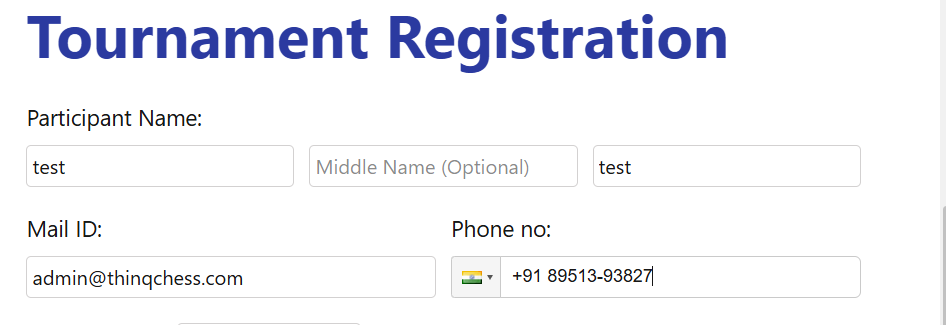 Tournament Registration
Participant Name:
test Middle Name (Optional) test
Mail ID: Phone no:
admin@thinqchess.com +91 89513-93827